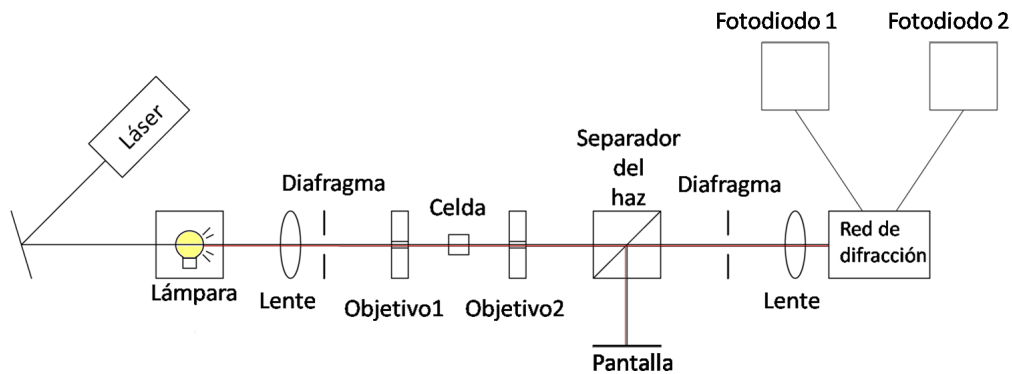 Fotodiodo 1
Fotodiodo 2
Láser
Separador
del
haz
Diafragma
Celda
Diafragma
Red de
difracción
Lámpara
Lente
Objetivo1
Objetivo2
Lente
Pantalla